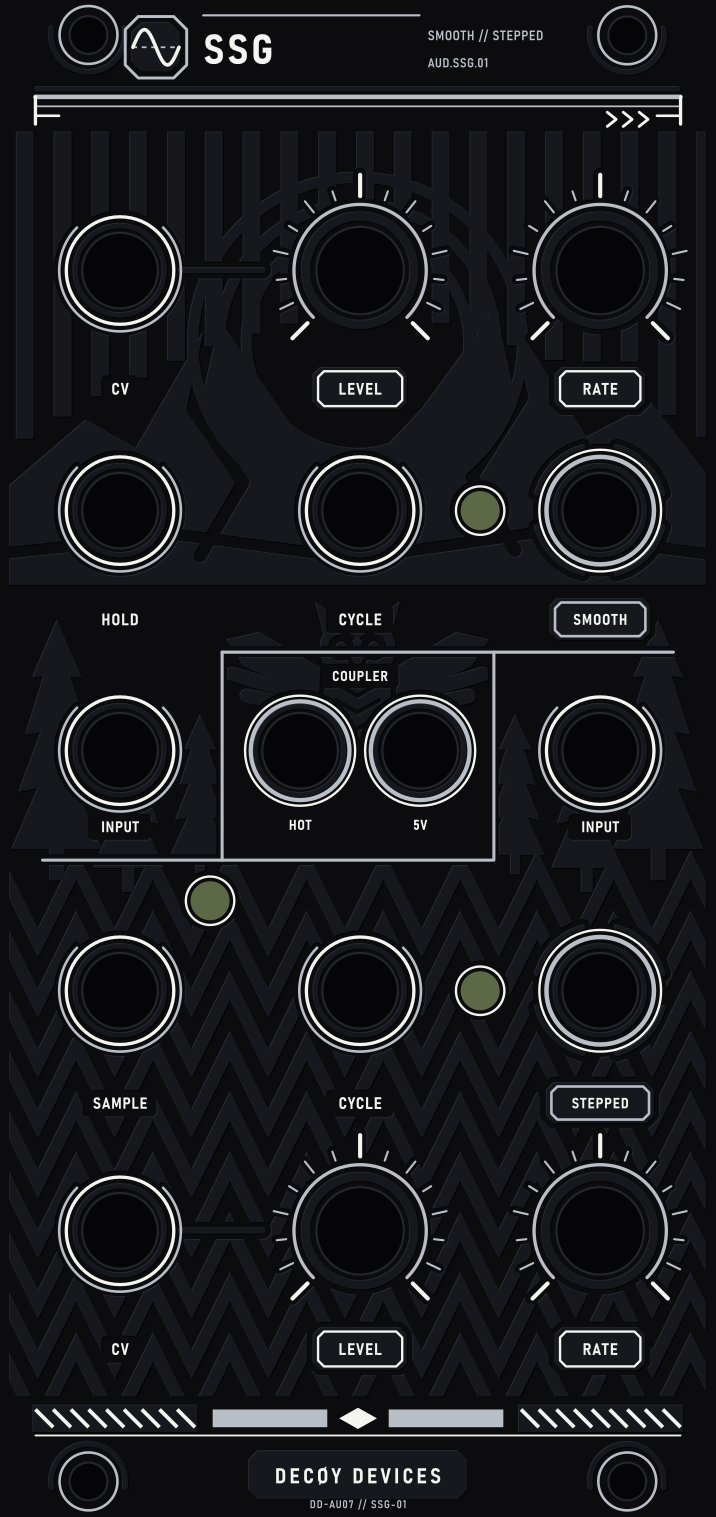 SSG
SMOOTH // STEPPED
AUD.SSG.01
CV
LEVEL
RATE
HOLD
CYCLE
SMOOTH
COUPLER
HOT
5V
INPUT
INPUT
SAMPLE
CYCLE
STEPPED
CV
LEVEL
RATE
DECØY DEVICES
DD-AU07 // SSG-01